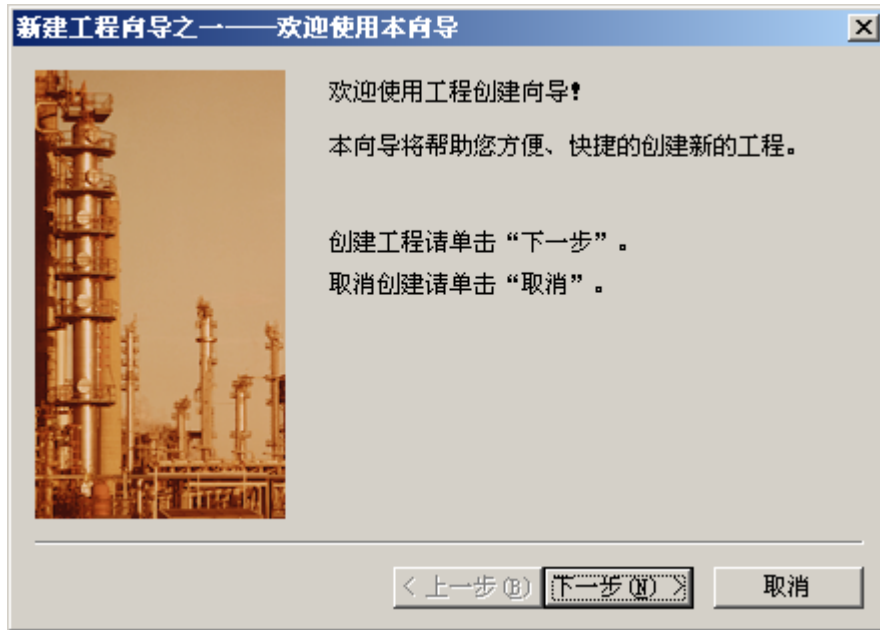 新建工程向导之一——欢迎使用本向导
欢迎使用工程创建向导!
本向导将帮助您方便、快捷的创建新的工程。
创建工程请单击“下一步”。
取消创建请单击“取消”。
< 上一步(B) 下一步(N) > 取消